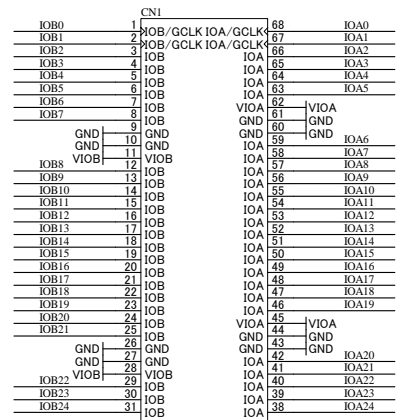 CN1
IOB0 1 IOB/GCLK IOA/GCLK 68 IOA0
IOB1 2 IOB/GCLK IOA/GCLK 67 IOA1
IOB2 3 IOB IOA 66 IOA2
IOB3 4 IOB IOA 65 IOA3
IOB4 5 IOB IOA 64 IOA4
IOB5 6 IOB IOA 63 IOA5
IOB6 7 IOB VIOA 62 VIOA
IOB7 8 IOB GND 61 GND
GND 9 GND GND 60 GND
GND 10 GND IOA 59 IOA6
VIOB 11 VIOB IOA 58 IOA7
IOB8 12 IOB IOA 57 IOA8
IOB9 13 IOB IOA 56 IOA9
IOB10 14 IOB IOA 55 IOA10
IOB11 15 IOB IOA 54 IOA11
IOB12 16 IOB IOA 53 IOA12
IOB13 17 IOB IOA 52 IOA13
IOB14 18 IOB IOA 51 IOA14
IOB15 19 IOB IOA 50 IOA15
IOB16 20 IOB IOA 49 IOA16
IOB17 21 IOB IOA 48 IOA17
IOB18 22 IOB IOA 47 IOA18
IOB19 23 IOB IOA 46 IOA19
IOB20 24 IOB VIOA 45 VIOA
IOB21 25 IOB GND 44 GND
GND 26 GND GND 43 GND
GND 27 GND IOA 42 IOA20
VIOB 28 VIOB IOA 41 IOA21
IOB22 29 IOB IOA 40 IOA22
IOB23 30 IOB IOA 39 IOA23
IOB24 31 IOB IOA 38 IOA24